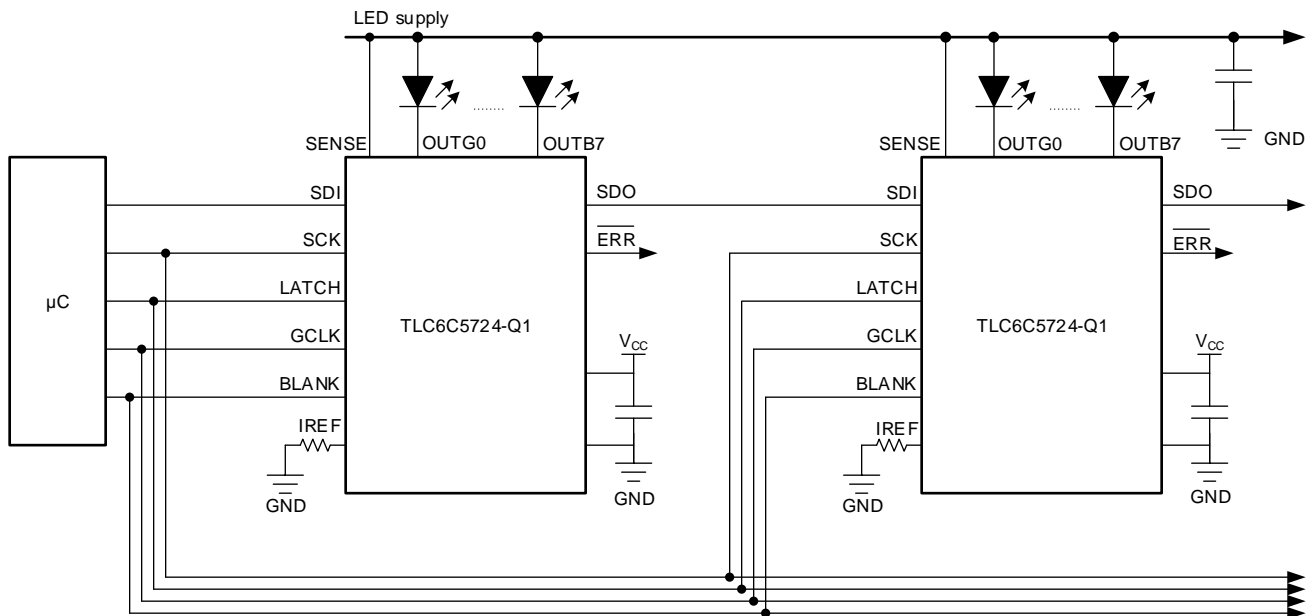 LED supply
SENSE OUTG0 OUTB7 SENSE OUTG0 OUTB7 GND
SDI SDO SDI SDO
SCK ERR SCK ERR
µC LATCH LATCH
TLC6C5724-Q1 TLC6C5724-Q1
GCLK VCC GCLK VCC
BLANK BLANK
IREF IREF
GND GND GND GND